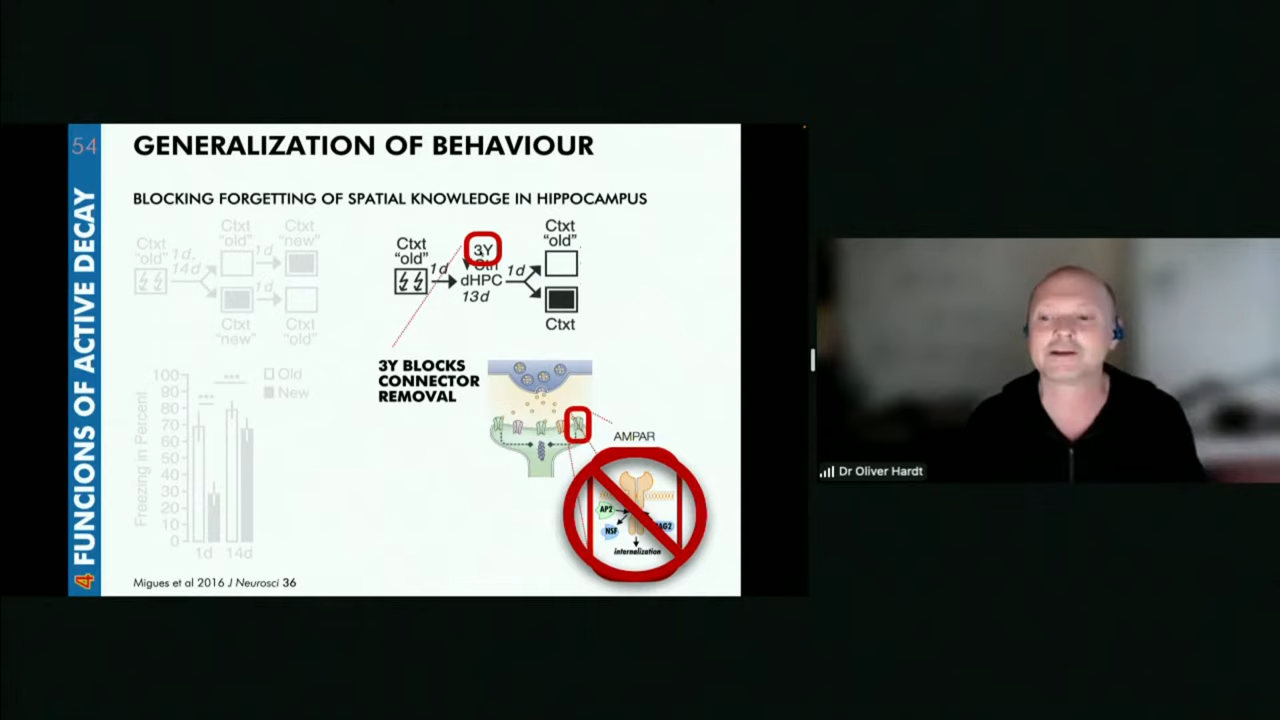 54
4 FUNCIONS OF ACTIVE DECAY
GENERALIZATION OF BEHAVIOUR
BLOCKING FORGETTING OF SPATIAL KNOWLEDGE IN HIPPOCAMPUS
Ctxt
"old"
1d,
14d
Ctxt
"old"
1d
Ctxt
"new"
1d
Ctxt
"new"
Ctxt
"old"
100
90
80
70
60
50
40
30
20
10
0
Freezing in Percent
***
***
Old
New
1d
14d
Ctxt
"old"
1d
3Y
Ctrl
dHPC
13d
1d
Ctxt
"old"
Ctxt
3Y BLOCKS
CONNECTOR
REMOVAL
AMPAR
AP2
NSF
internalization
Migues et al 2016 J Neurosci 36
Dr Oliver Hardt